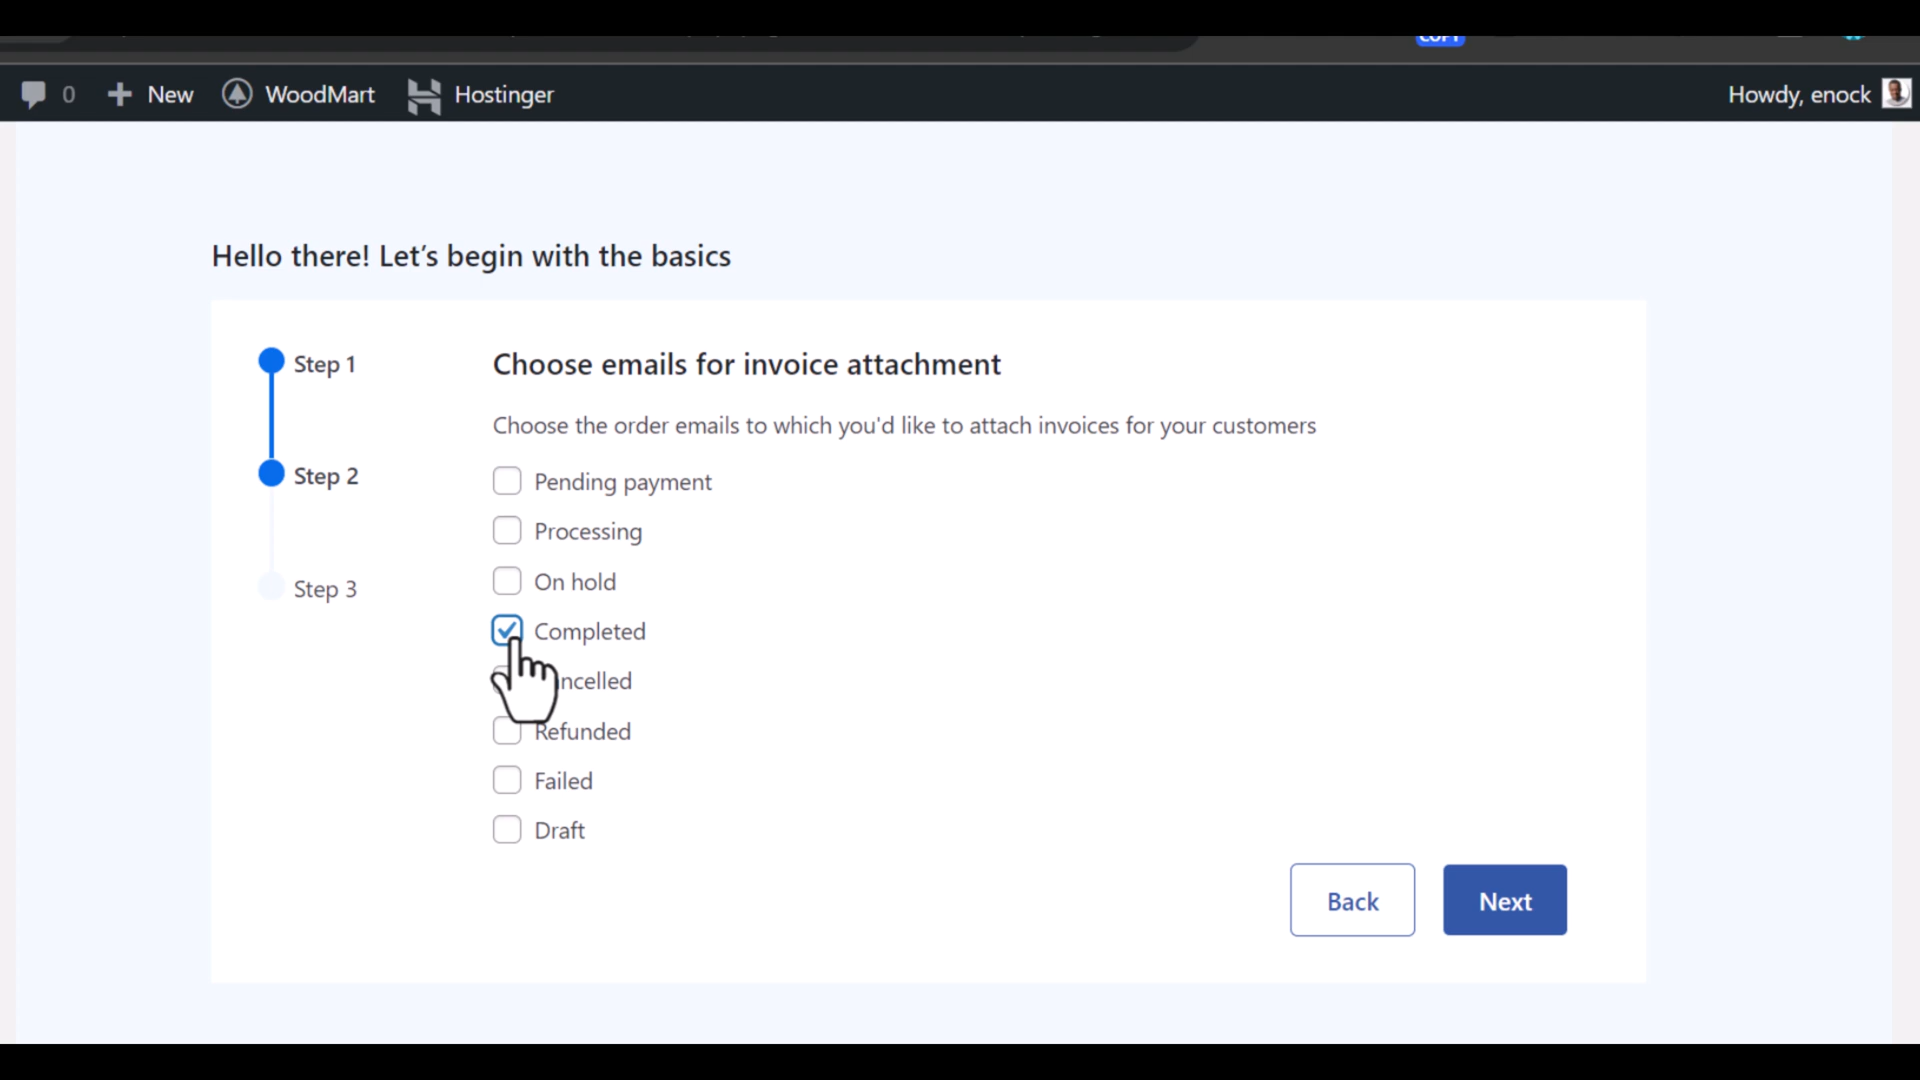 0 New WoodMart Hostinger Howdy, enock
Hello there! Let’s begin with the basics
Step 1
Step 2
Step 3
Choose emails for invoice attachment
Choose the order emails to which you'd like to attach invoices for your customers
Pending payment
Processing
On hold
Completed
ncelled
Refunded
Failed
Draft
Back Next